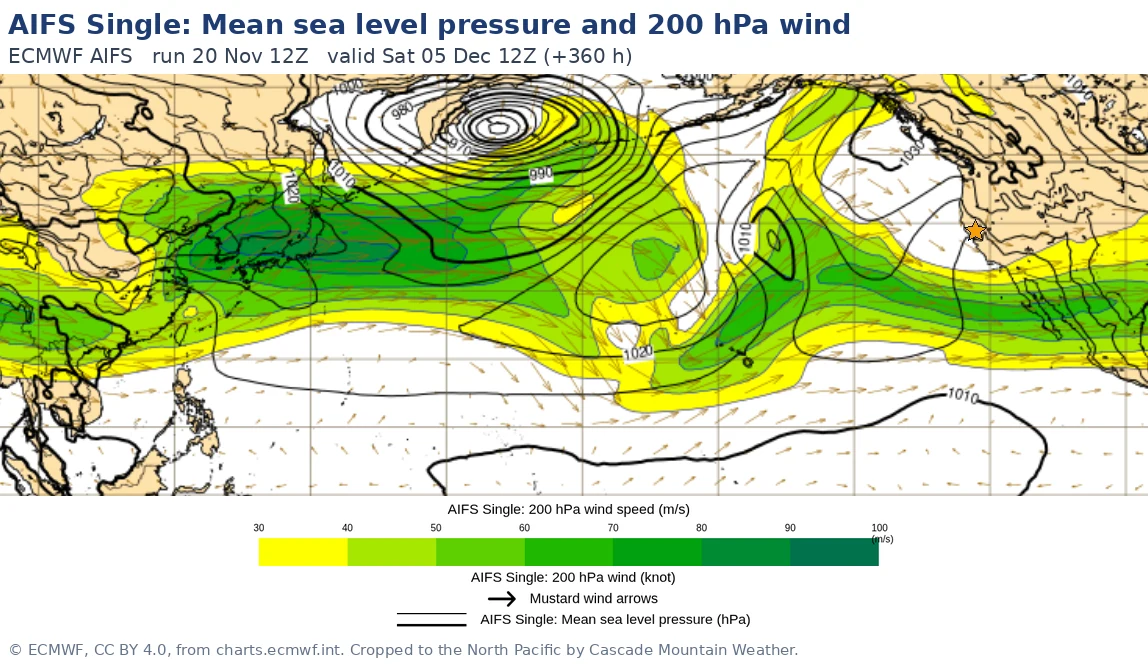 AIFS Single: Mean sea level pressure and 200 hPa wind
ECMWF AIFS   run 20 Nov 12Z   valid Sat 05 Dec 12Z (+360 h)
1000
980
970
990
1010
1020
1010
1010
1020
1030
1010
1010
AIFS Single: 200 hPa wind speed (m/s)
30 40 50 60 70 80 90 100
(m/s)
AIFS Single: 200 hPa wind (knot)
Mustard wind arrows
AIFS Single: Mean sea level pressure (hPa)
© ECMWF, CC BY 4.0, from charts.ecmwf.int. Cropped to the North Pacific by Cascade Mountain Weather.